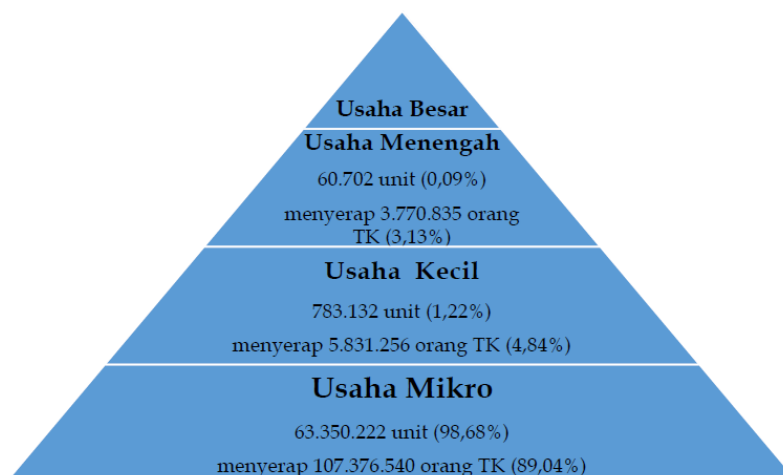 Usaha Besar
Usaha Menengah
60.702 unit (0,09%)
menyerap 3.770.835 orang
TK (3,13%)
Usaha Kecil
783.132 unit (1,22%)
menyerap 5.831.256 orang TK (4,84%)
Usaha Mikro
63.350.222 unit (98,68%)
menyerap 107.376.540 orang TK (89,04%)